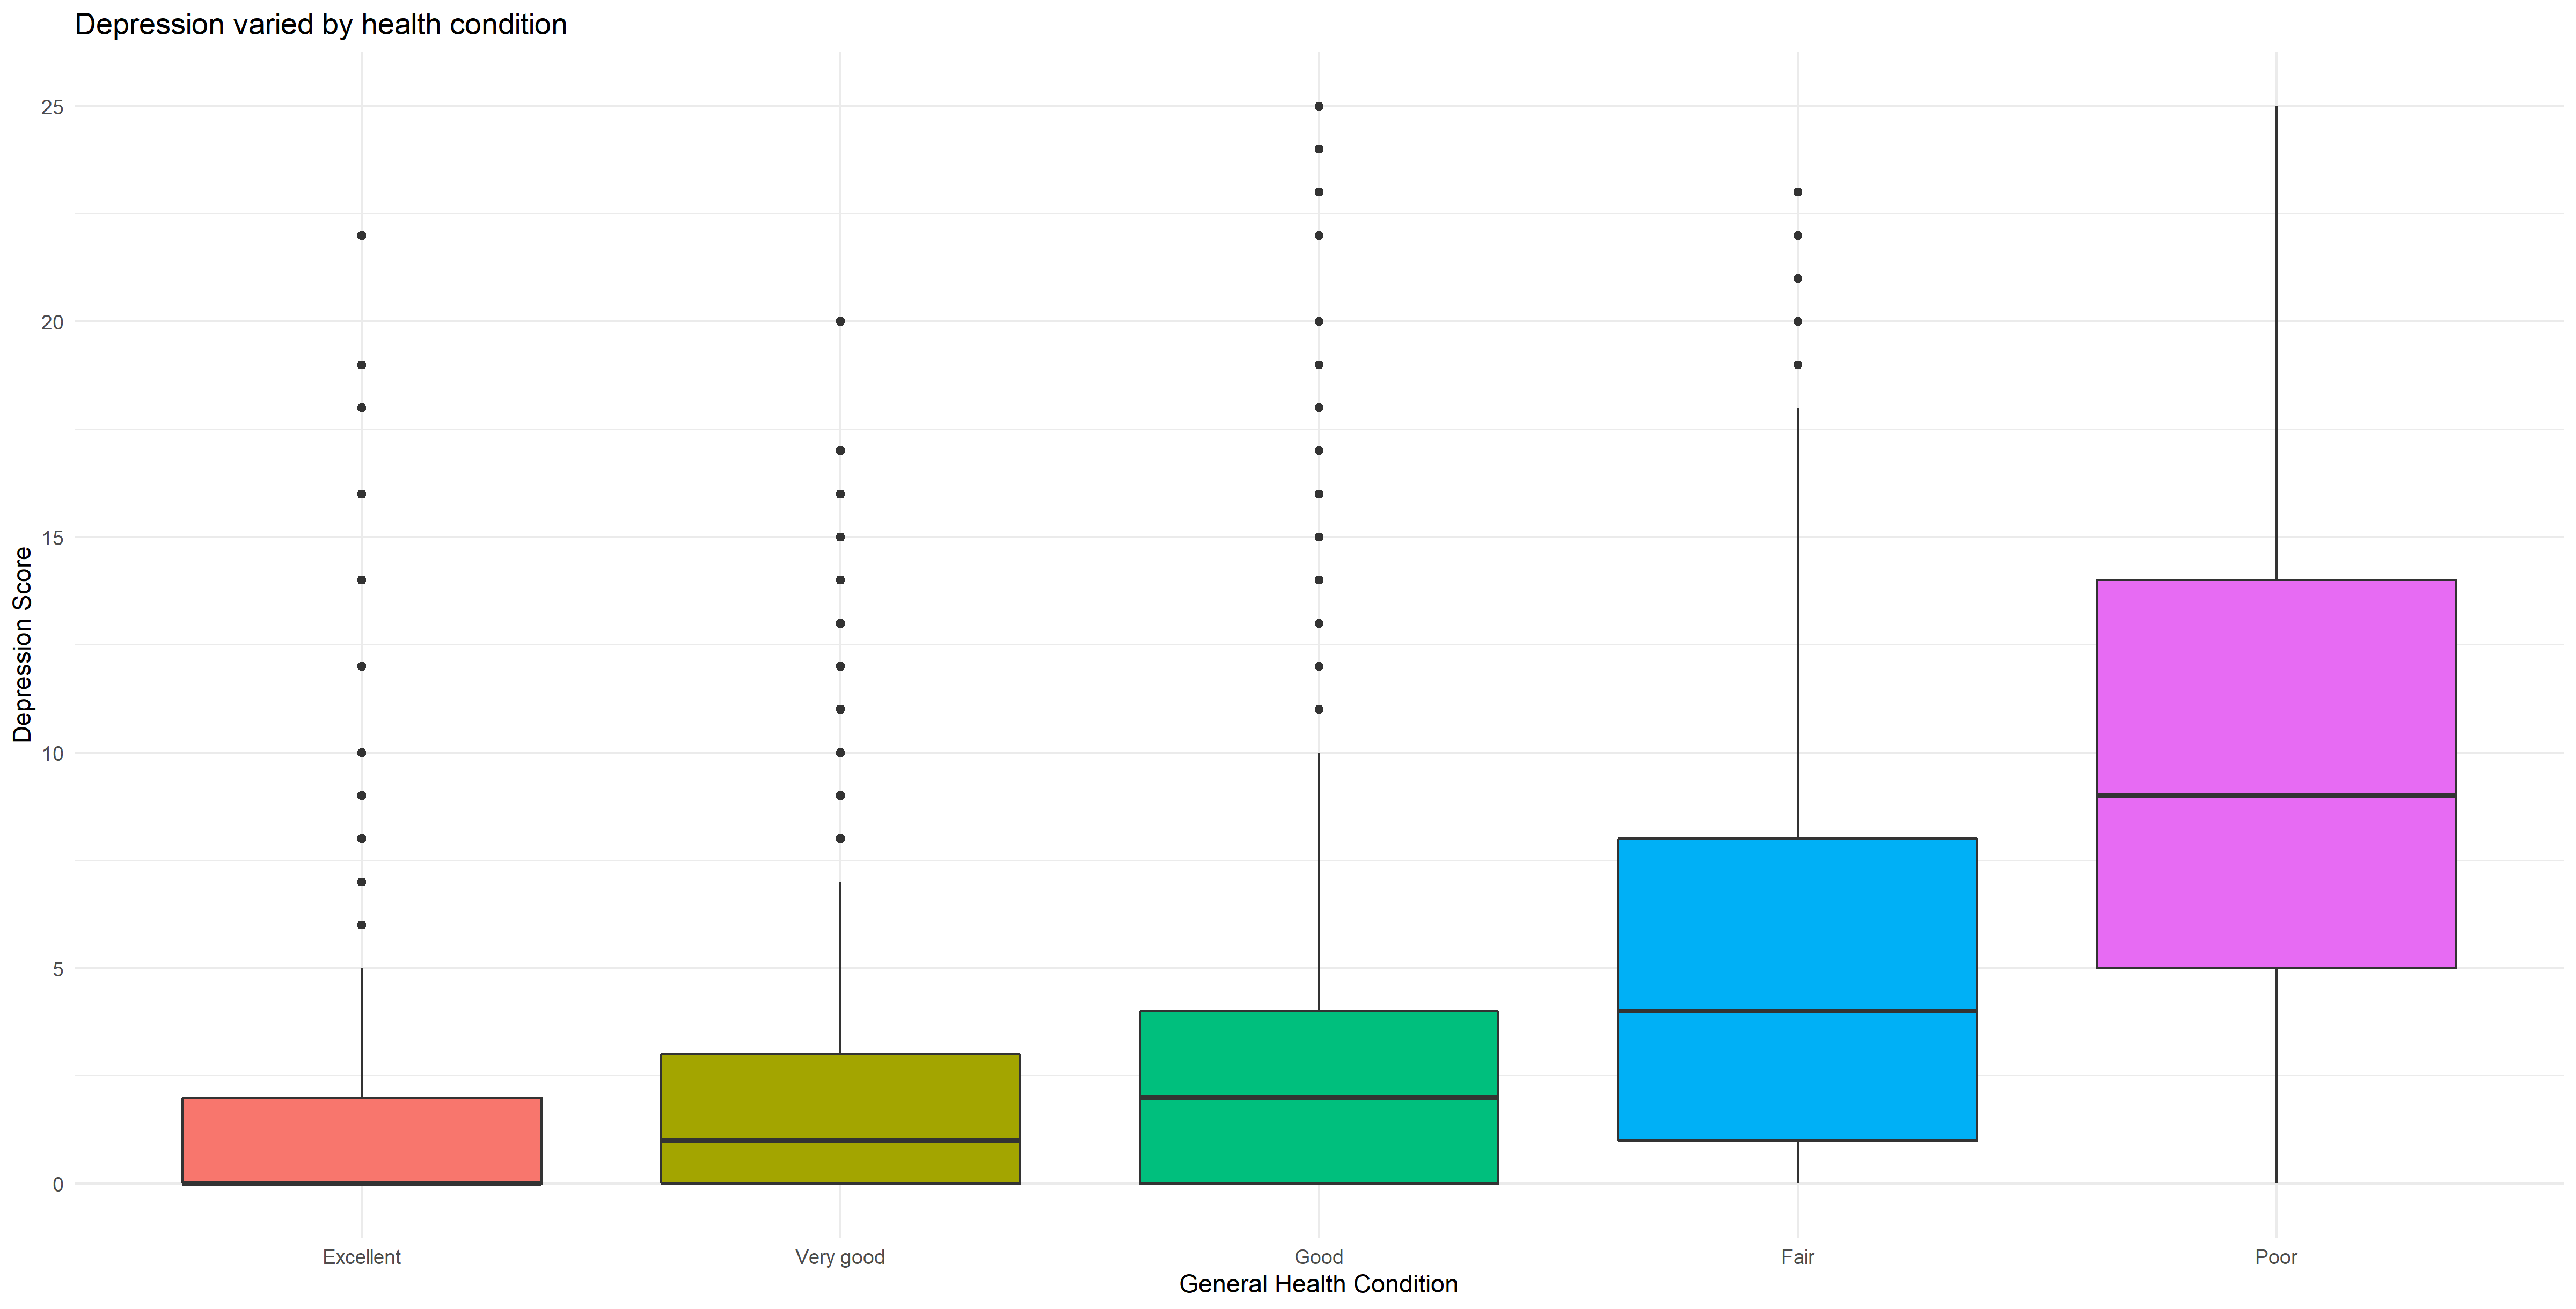 Depression varied by health condition
Depression Score
25
20
15
10
5
0
Excellent
Very good
Good
Fair
Poor
General Health Condition